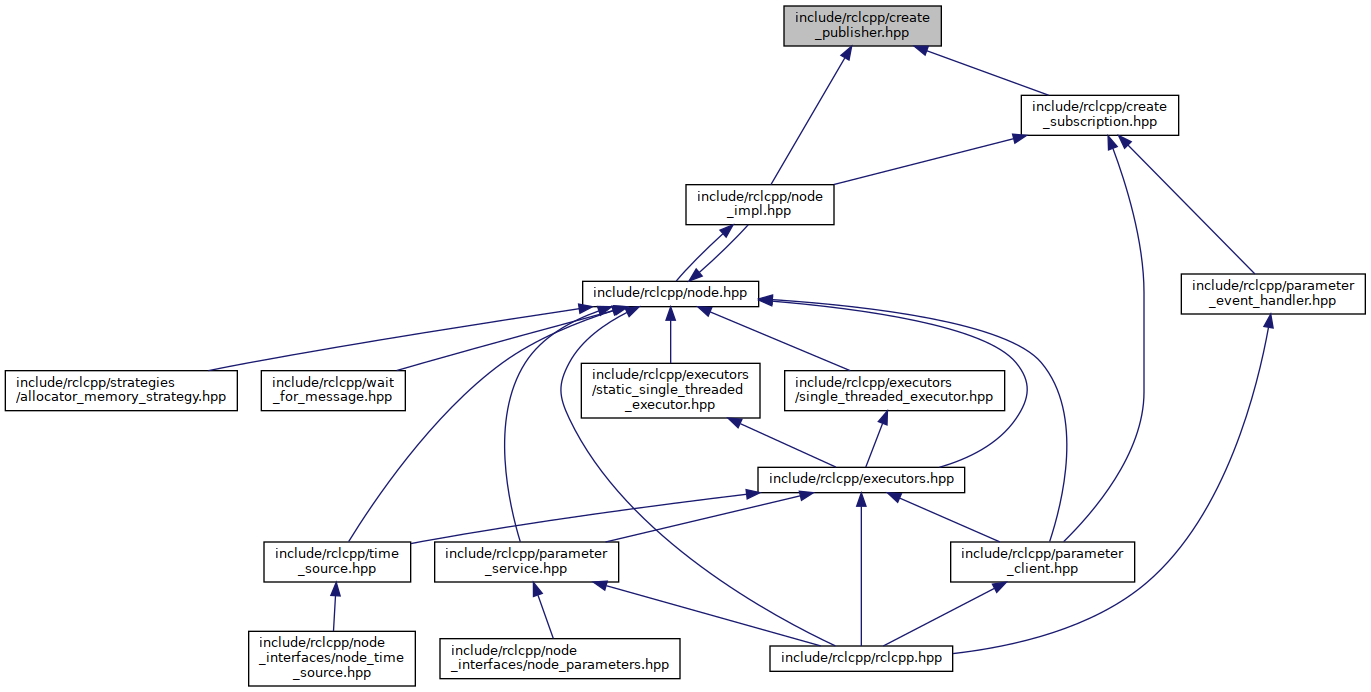 include/rclcpp/create
_publisher.hpp
include/rclcpp/create
_subscription.hpp
include/rclcpp/node
_impl.hpp
include/rclcpp/node.hpp
include/rclcpp/parameter
_event_handler.hpp
include/rclcpp/strategies
/allocator_memory_strategy.hpp
include/rclcpp/wait
_for_message.hpp
include/rclcpp/executors
/static_single_threaded
_executor.hpp
include/rclcpp/executors
/single_threaded_executor.hpp
include/rclcpp/executors.hpp
include/rclcpp/time
_source.hpp
include/rclcpp/parameter
_service.hpp
include/rclcpp/parameter
_client.hpp
include/rclcpp/node
_interfaces/node_time
_source.hpp
include/rclcpp/node
_interfaces/node_parameters.hpp
include/rclcpp/rclcpp.hpp